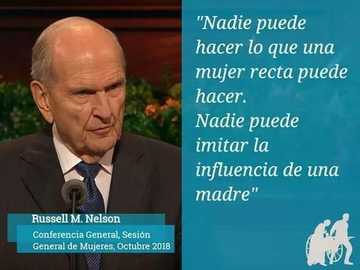 "Nadie puede
hacer lo que una
mujer recta puede
hacer.
Nadie puede
imitar la
influencia de una
madre"
Russell M. Nelson
Conferencia General, Sesión
General de Mujeres, Octubre 2018